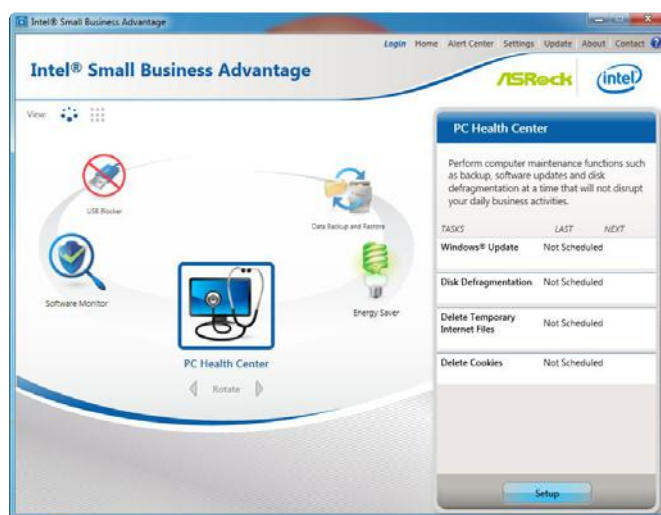 Intel® Small Business Advantage
Login Home Alert Center Settings Update About Contact ?
Intel® Small Business Advantage
ASRock
intel
View:
USB Blocker
Data Backup and Restore
Software Monitor
Energy Saver
PC Health Center
Rotate
PC Health Center
Perform computer maintenance functions such
as backup, software updates and disk
defragmentation at a time that will not disrupt
your daily business activities.
TASKS LAST NEXT
Windows® Update Not Scheduled
Disk Defragmentation Not Scheduled
Delete Temporary
Internet Files Not Scheduled
Delete Cookies Not Scheduled
Setup